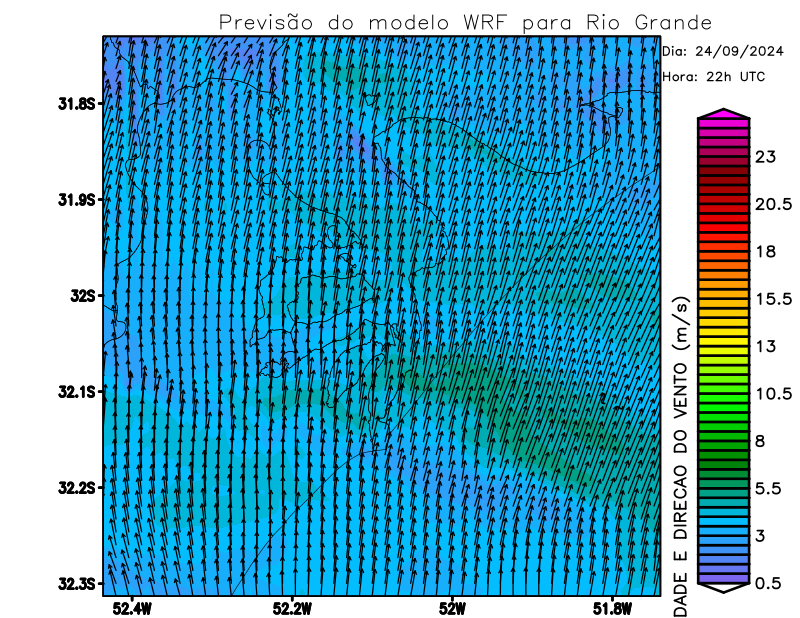 Previsão do modelo WRF para Rio Grande
Dia: 24/09/2024
Hora: 22h UTC
31.8S
31.9S
32S
32.1S
32.2S
32.3S
52.4W
52.2W
52W
51.8W
23
20.5
18
15.5
13
10.5
8
5.5
3
0.5
DADE E DIRECAO DO VENTO (m/s)